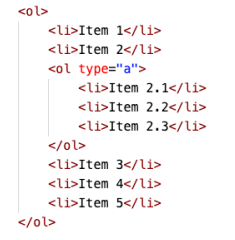 <ol>
    <li>Item 1</li>
    <li>Item 2</li>
    <ol type="a">
        <li>Item 2.1</li>
        <li>Item 2.2</li>
        <li>Item 2.3</li>
    </ol>
    <li>Item 3</li>
    <li>Item 4</li>
    <li>Item 5</li>
</ol>